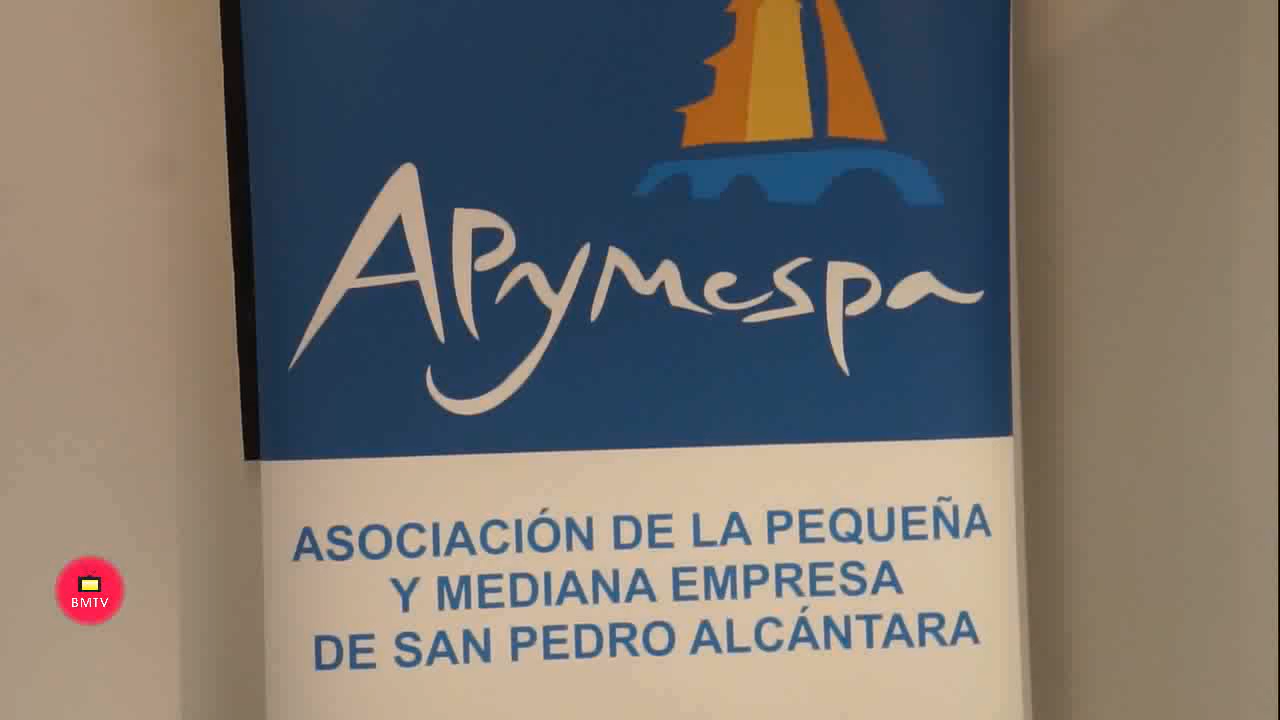 APymespa
ASOCIACIÓN DE LA PEQUEÑA
Y MEDIANA EMPRESA
DE SAN PEDRO ALCÁNTARA
BMTV